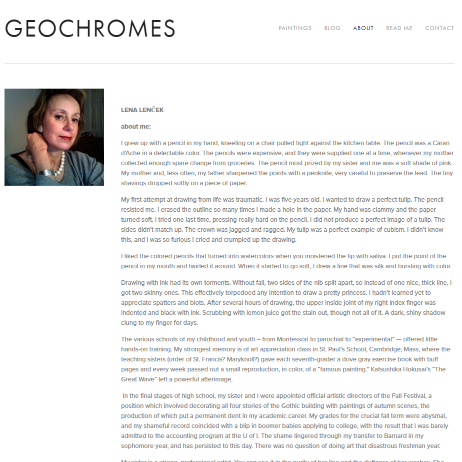 GEOCHROMES
PAINTINGS BLOG ABOUT READ ME CONTACT
LENA LENČEK
about me:
I grew up with a pencil in my hand, kneeling on a chair pulled tight against the kitchen table. The pencil was a Caran
d'Ache in a delectable color. The pencils were expensive, and they were supplied one at a time, whenever my mother
collected enough spare change from groceries. The pencil most prized by my sister and me was a soft shade of pink.
My mother and, less often, my father sharpened the points with a penknife, very careful to preserve the lead. The tiny
shavings dropped softly on a piece of paper.
My first attempt at drawing from life was traumatic. I was five years old. I wanted to draw a perfect tulip. The pencil
resisted me. I erased the outline so many times I made a hole in the paper. My hand was clammy and the paper
turned soft. I tried one last time, pressing really hard on the pencil. I did not produce a perfect image of a tulip. The
sides didn't match up. The crown was jagged and ragged. My tulip was a perfect example of cubism. I didn't know
this, and I was so furious I cried and crumpled up the drawing.
I liked the colored pencils that turned into watercolors when you moistened the tip with saliva. I put the point of the
pencil in my mouth and twirled it around. When it started to go soft, I drew a line that was silk and bursting with color.
Drawing with ink had its own torments. Without fail, two sides of the nib split apart, so instead of one nice, thick line, I
got two skinny ones. This effectively torpedoed any intention to draw a pretty princess. I hadn't learned yet to
appreciate spatters and blots. After several hours of drawing, the upper inside joint of my right index finger was
indented and black with ink. Scrubbing with lemon juice got the stain out, though not all of it. A dark, shiny shadow
clung to my finger for days.
The various schools of my childhood and youth – from Montessori to parochial to "experimental" — offered little
hands-on training. My strongest memory is of art appreciation class in St. Paul's School, Cambridge, Mass, where the
teaching sisters (order of St. Francis? Maryknoll?) gave each seventh-grader a dove gray exercise book with buff
pages and every week passed out a small reproduction, in color, of a "famous painting." Katsushika Hokusai's "The
Great Wave" left a powerful afterimage.
In the final stages of high school, my sister and I were appointed official artistic directors of the Fall Festival, a
position which involved decorating all four stories of the Gothic building with paintings of autumn scenes, the
production of which put a permanent dent in my academic career. My grades for the crucial fall term were abysmal,
and my shameful record coincided with a blip in boomer babies applying to college, with the result that I was barely
admitted to the accounting program at the U of I. The shame lingered through my transfer to Barnard in my
sophomore year, and has persisted to this day. There was no question of doing art that disastrous freshman year.